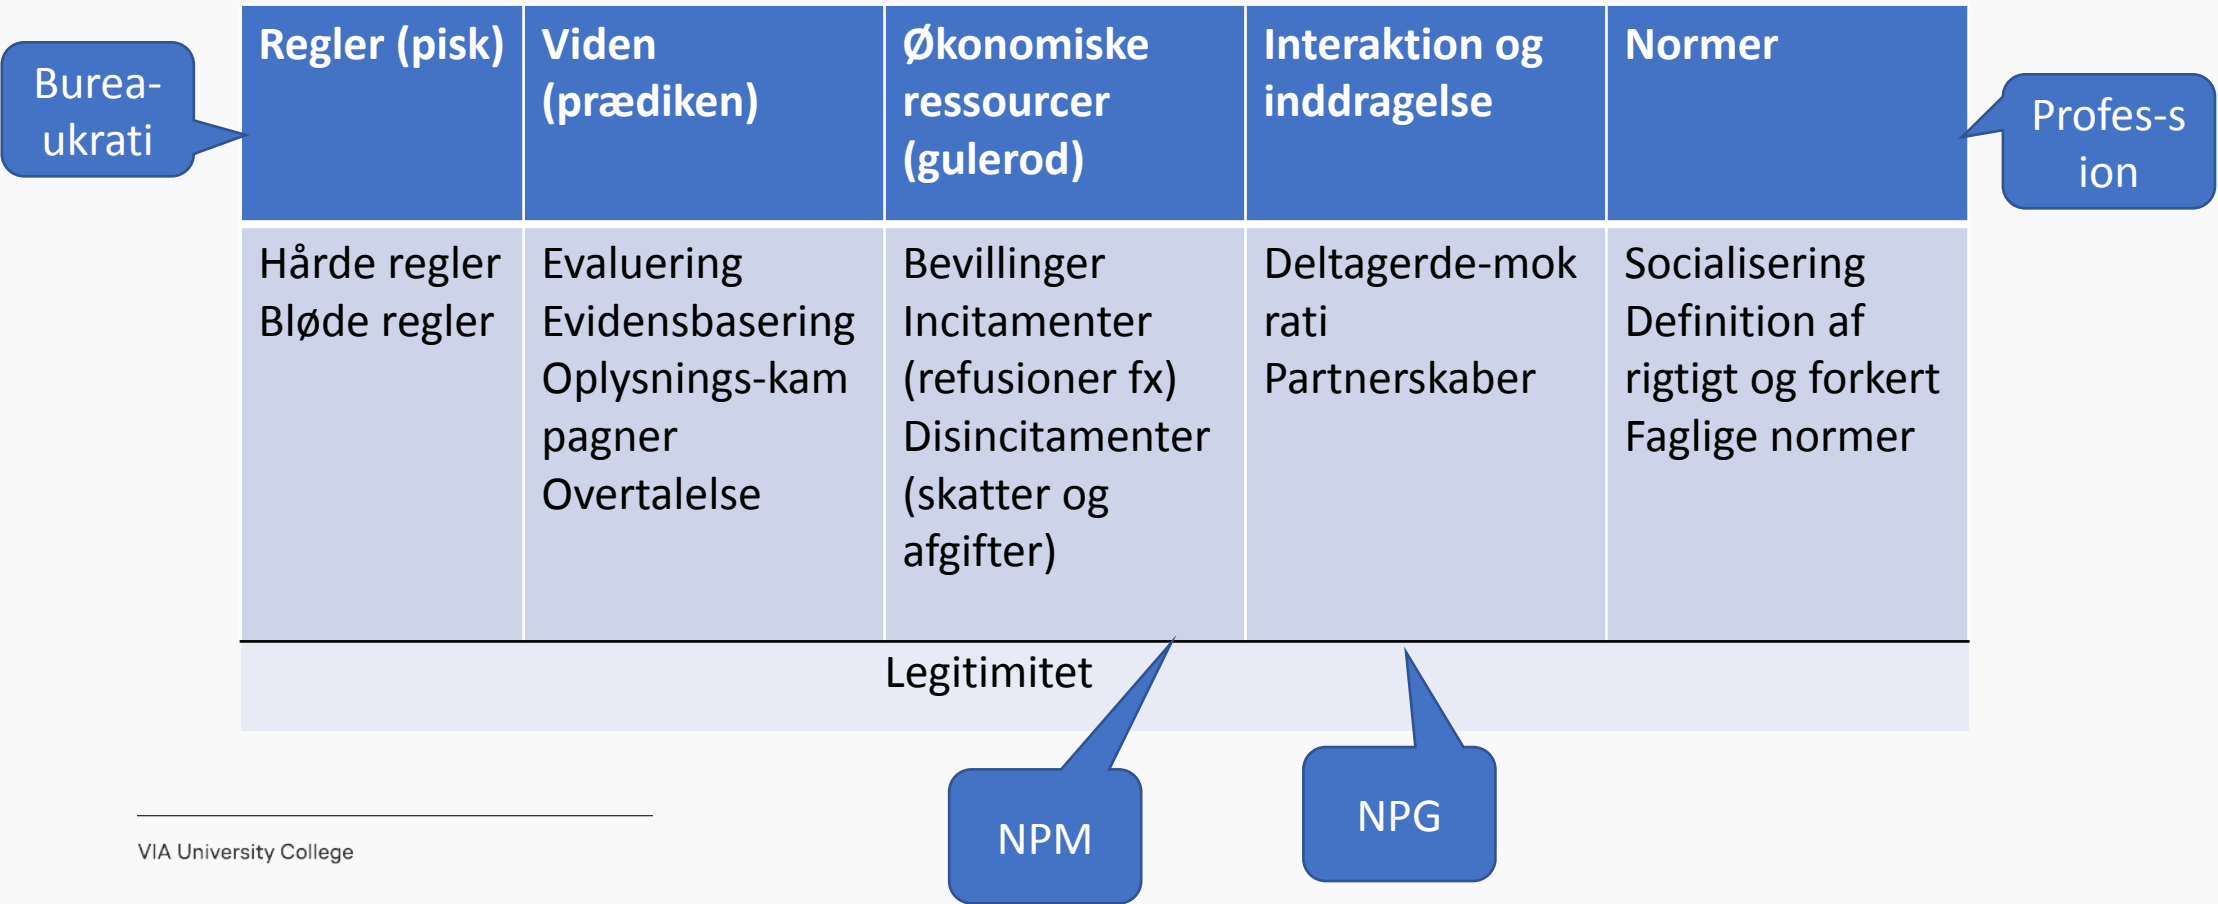 Burea-
ukrati
Regler (pisk)
Viden
(prædiken)
Økonomiske
ressourcer
(gulerod)
Interaktion og
inddragelse
Normer
Profes-s
ion
Hårde regler
Bløde regler
Evaluering
Evidensbasering
Oplysnings-kam
pagner
Overtalelse
Bevillinger
Incitamenter
(refusioner fx)
Disincitamenter
(skatter og
afgifter)
Deltagerde-mok
rati
Partnerskaber
Socialisering
Definition af
rigtigt og forkert
Faglige normer
Legitimitet
NPM
NPG
VIA University College